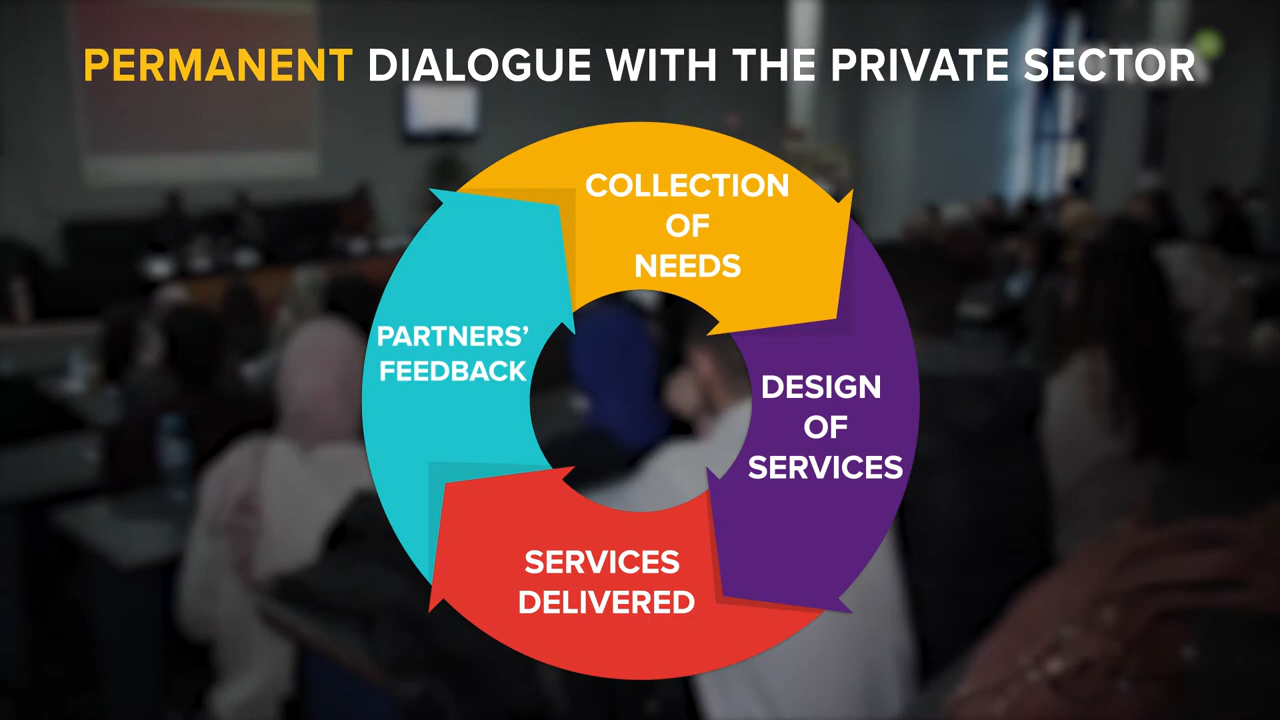 PERMANENT DIALOGUE WITH THE PRIVATE SECTOR
COLLECTION
OF
NEEDS
DESIGN
OF
SERVICES
SERVICES
DELIVERED
PARTNERS’
FEEDBACK